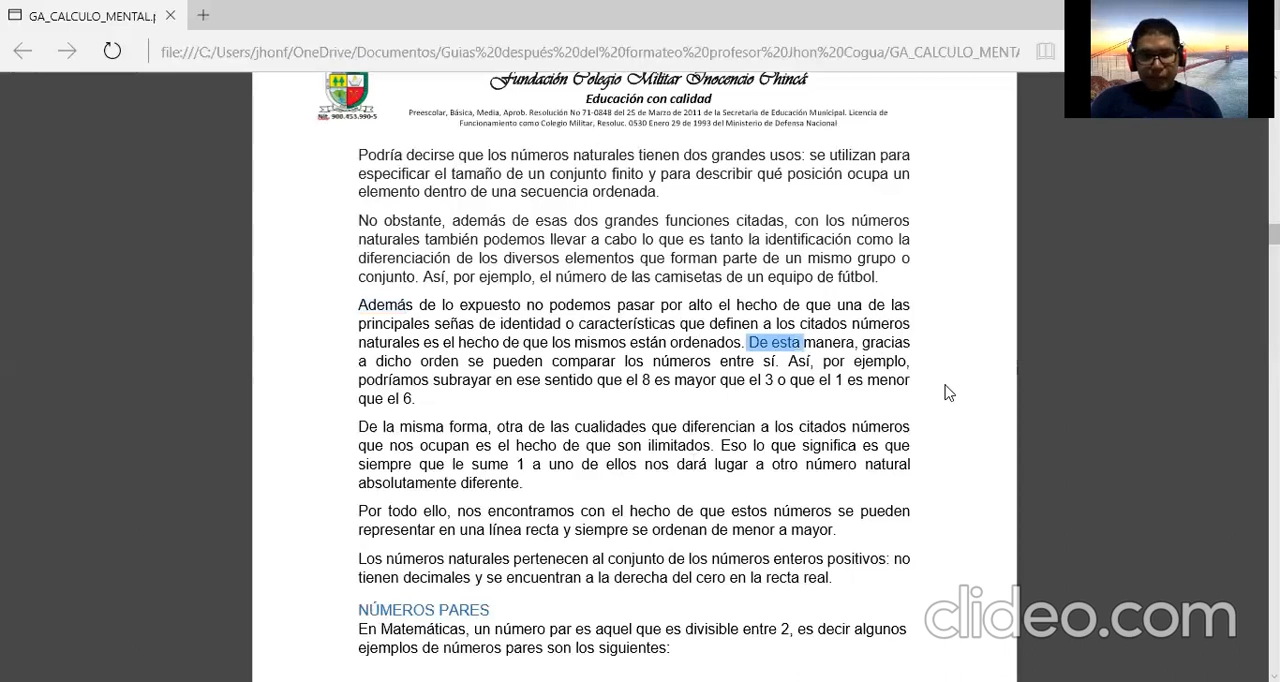 GA_CALCULO_MENTAL.p
file:///C:/Users/jhonf/OneDrive/Documentos/Guias%20después%20del%20formateo%20profesor%20Jhon%20Cogua/GA_CALCULO_MENTA
Fundación Colegio Militar Inocencio Chincá
Educación con calidad
Preescolar, Básica, Media, Aprob. Resolución No 71-0848 del 25 de Marzo de 2011 de la Secretaria de Educación Municipal. Licencia de
Funcionamiento como Colegio Militar, Resoluc. 0530 Enero 29 de 1993 del Ministerio de Defensa Nacional
NIT. 900.453.990-5
Podría decirse que los números naturales tienen dos grandes usos: se utilizan para
especificar el tamaño de un conjunto finito y para describir qué posición ocupa un
elemento dentro de una secuencia ordenada.
No obstante, además de esas dos grandes funciones citadas, con los números
naturales también podemos llevar a cabo lo que es tanto la identificación como la
diferenciación de los diversos elementos que forman parte de un mismo grupo o
conjunto. Así, por ejemplo, el número de las camisetas de un equipo de fútbol.
Además de lo expuesto no podemos pasar por alto el hecho de que una de las
principales señas de identidad o características que definen a los citados números
naturales es el hecho de que los mismos están ordenados. De esta manera, gracias
a dicho orden se pueden comparar los números entre sí. Así, por ejemplo,
podríamos subrayar en ese sentido que el 8 es mayor que el 3 o que el 1 es menor
que el 6.
De la misma forma, otra de las cualidades que diferencian a los citados números
que nos ocupan es el hecho de que son ilimitados. Eso lo que significa es que
siempre que le sume 1 a uno de ellos nos dará lugar a otro número natural
absolutamente diferente.
Por todo ello, nos encontramos con el hecho de que estos números se pueden
representar en una línea recta y siempre se ordenan de menor a mayor.
Los números naturales pertenecen al conjunto de los números enteros positivos: no
tienen decimales y se encuentran a la derecha del cero en la recta real.
NÚMEROS PARES
En Matemáticas, un número par es aquel que es divisible entre 2, es decir algunos
ejemplos de números pares son los siguientes:
clideo.com